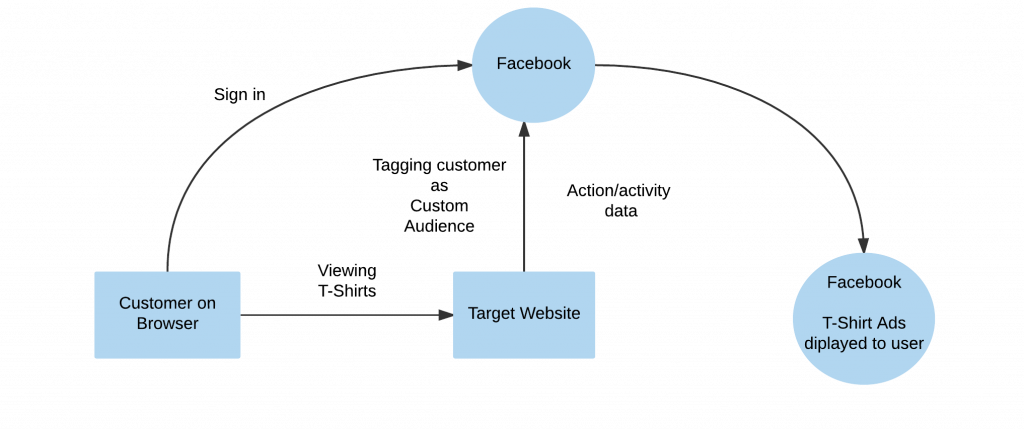 Facebook
Sign in
Tagging customer
as
Custom
Audience
Action/activity
data
Viewing
T-Shirts
Customer on
Browser
Target Website
Facebook
T-Shirt Ads
diplayed to user